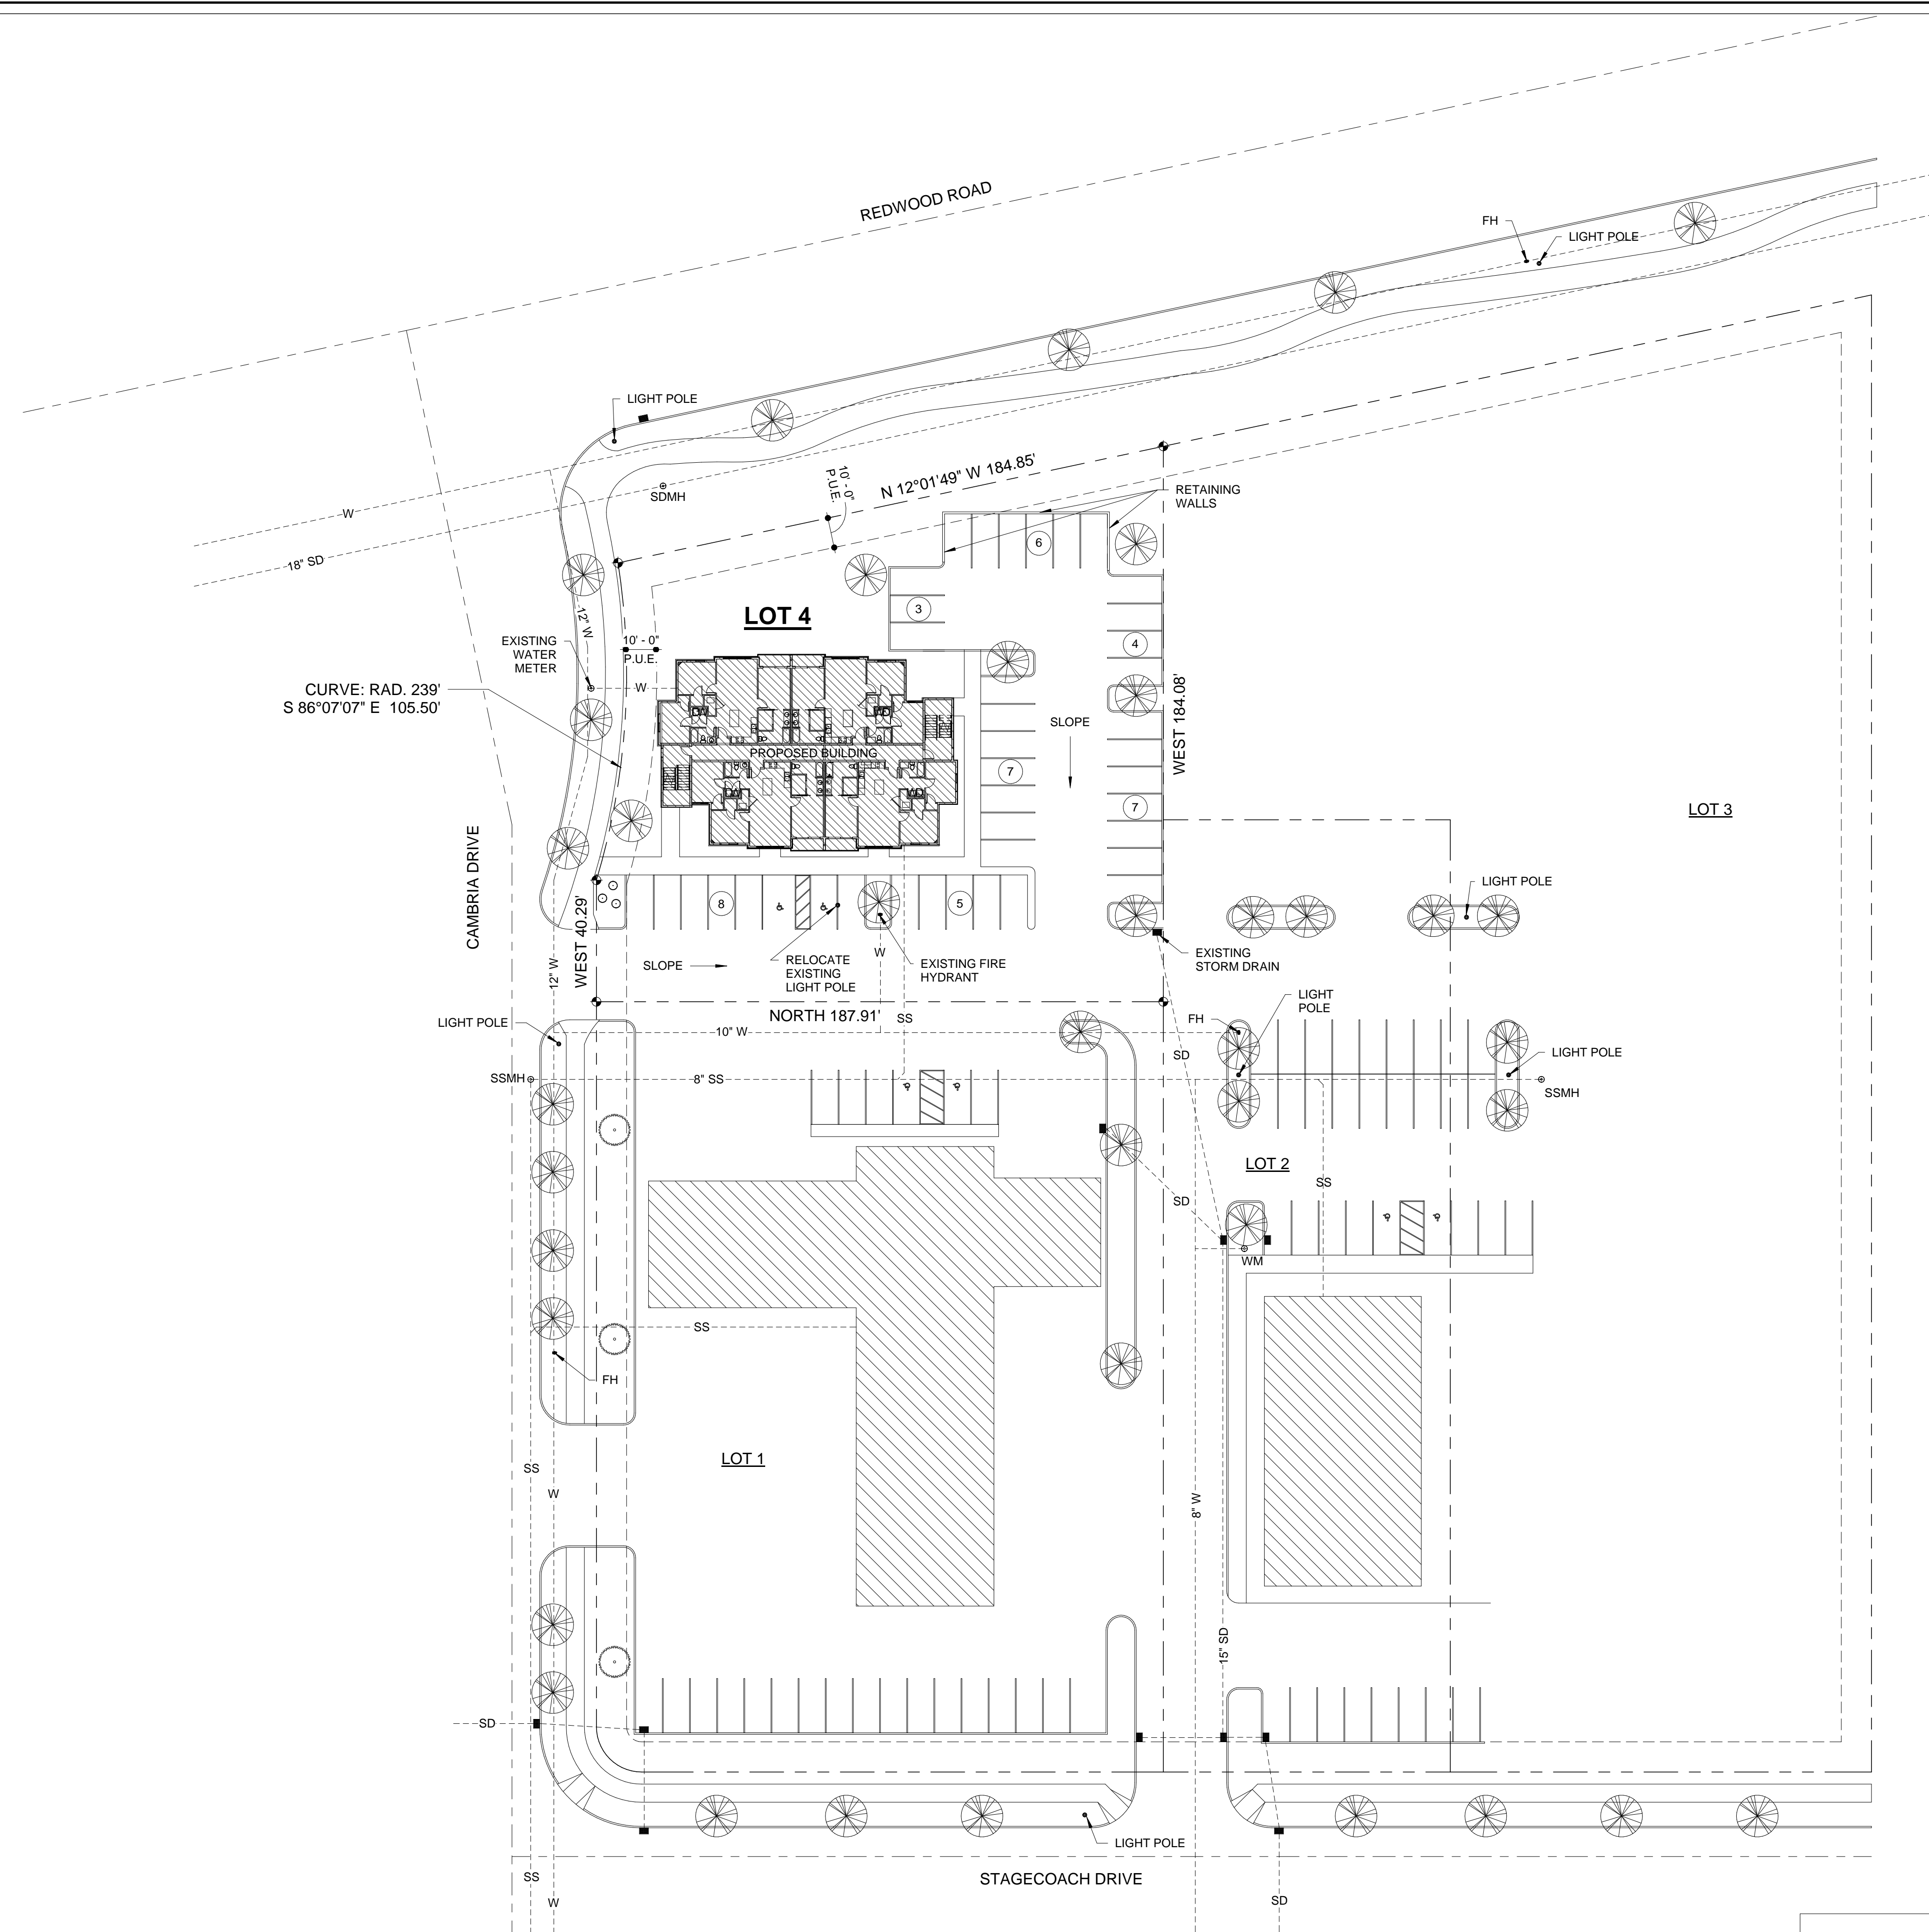 REDWOOD ROAD
FH
LIGHT POLE
LIGHT POLE
SDMH
W
18" SD
10' - 0"
P.U.E.
N 12°01'49" W 184.85'
RETAINING
WALLS
6
12" W
3
LOT 4
4
EXISTING
WATER
METER
10' - 0"
P.U.E.
W
CURVE: RAD. 239'
S 86°07'07" E 105.50'
SLOPE
WEST 184.08'
PROPOSED BUILDING
7
7
LOT 3
CAMBRIA DRIVE
LIGHT POLE
8
5
WEST 40.29'
12" W
SLOPE
RELOCATE
EXISTING
LIGHT POLE
W
EXISTING FIRE
HYDRANT
EXISTING
STORM DRAIN
LIGHT
POLE
NORTH 187.91'
SS
LIGHT POLE
10" W
FH
SD
LIGHT POLE
SSMH
8" SS
SSMH
LOT 2
SS
SD
WM
SS
FH
LOT 1
SS
W
8" W
15" SD
SD
LIGHT POLE
STAGECOACH DRIVE
SS
W
SD